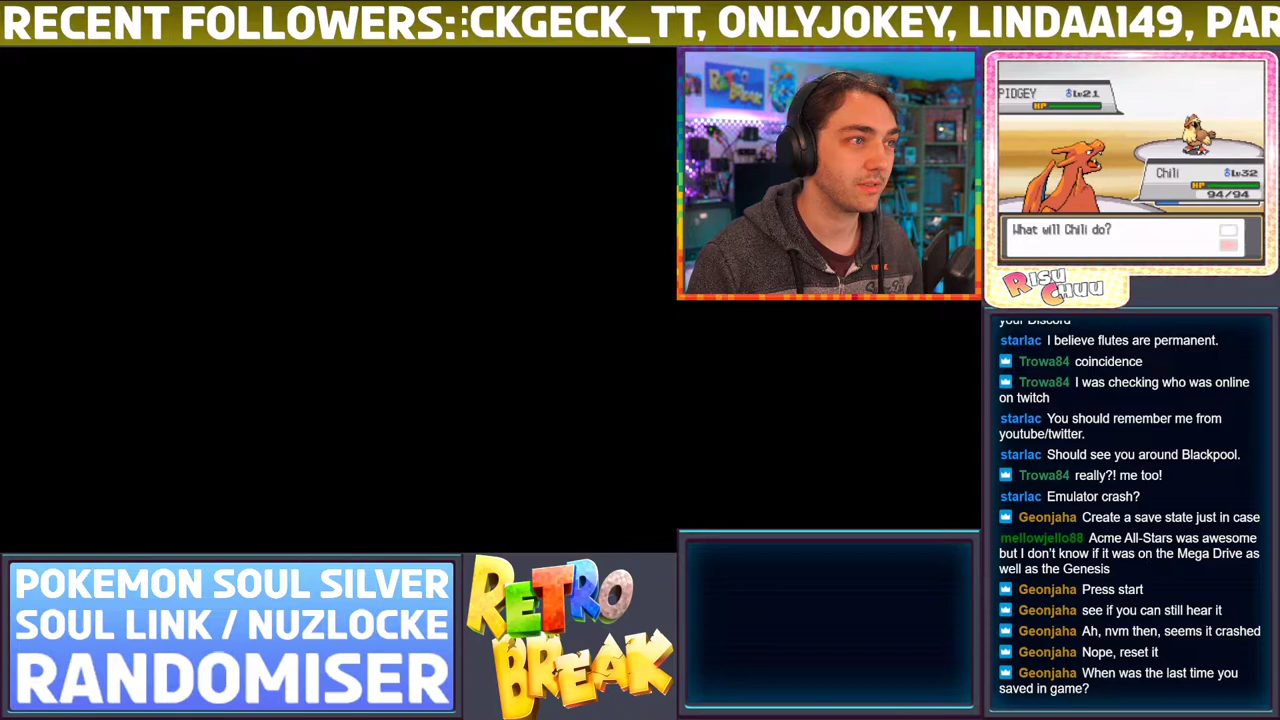 RECENT FOLLOWERS: ECKGECK_TT, ONLYJOKEY, LINDAA149, PAR
RETRO BREAK
PIDGEY ♂Lv21
HP
Chili ♂Lv32
HP
94/94
What will Chili do?
RISU
CHUU
your Discord
starlac I believe flutes are permanent.
Trowa84 coincidence
Trowa84 I was checking who was online
on twitch
starlac You should remember me from
youtube/twitter.
starlac Should see you around Blackpool.
Trowa84 really?! me too!
starlac Emulator crash?
Geonjaha Create a save state just in case
mellowjello88 Acme All-Stars was awesome
but I don't know if it was on the Mega Drive as
well as the Genesis
Geonjaha Press start
Geonjaha see if you can still hear it
Geonjaha Ah, nvm then, seems it crashed
Geonjaha Nope, reset it
Geonjaha When was the last time you
saved in game?
POKEMON SOUL SILVER
SOUL LINK / NUZLOCKE
RANDOMISER
RETRO
BREAK